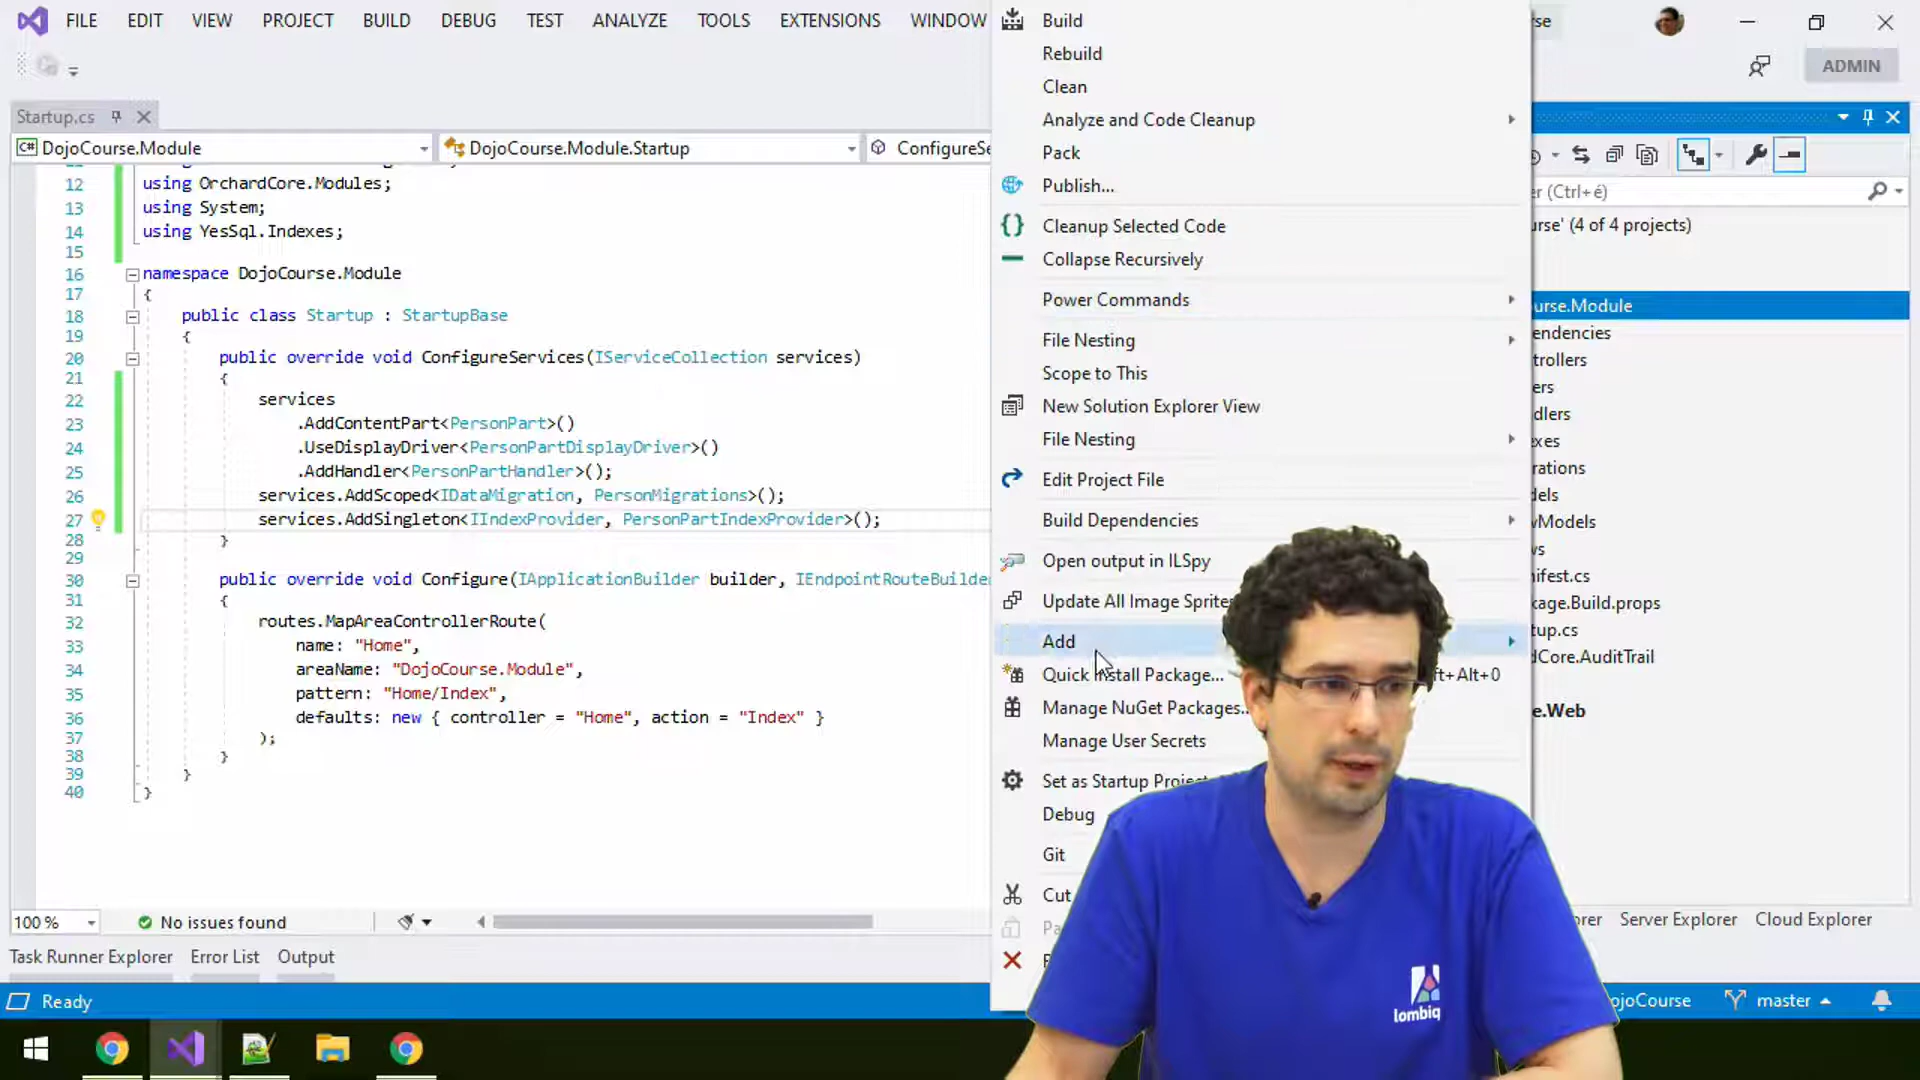 FILE EDIT VIEW PROJECT BUILD DEBUG TEST ANALYZE TOOLS EXTENSIONS WINDOW
se
ADMIN
Startup.cs
DojoCourse.Module
DojoCourse.Module.Startup
ConfigureSe
12 using OrchardCore.Modules;
13 using System;
14 using YesSql.Indexes;
15
16 namespace DojoCourse.Module
17 {
18 public class Startup : StartupBase
19 {
20 public override void ConfigureServices(IServiceCollection services)
21 {
22 services
23 .AddContentPart<PersonPart>()
24 .UseDisplayDriver<PersonPartDisplayDriver>()
25 .AddHandler<PersonPartHandler>();
26 services.AddScoped<IDataMigration, PersonMigrations>();
27 services.AddSingleton<IIndexProvider, PersonPartIndexProvider>();
28 }
29
30 public override void Configure(IApplicationBuilder builder, IEndpointRouteBuilde
31 {
32 routes.MapAreaControllerRoute(
33 name: "Home",
34 areaName: "DojoCourse.Module",
35 pattern: "Home/Index",
36 defaults: new { controller = "Home", action = "Index" }
37 );
38 }
39 }
40 }
100 %
No issues found
Task Runner Explorer Error List Output
Ready
Build
Rebuild
Clean
Analyze and Code Cleanup
Pack
Publish...
Cleanup Selected Code
Collapse Recursively
Power Commands
File Nesting
Scope to This
New Solution Explorer View
File Nesting
Edit Project File
Build Dependencies
Open output in ILSpy
Update All Image Sprite
Add
Quick Install Package... ft+Alt+0
Manage NuGet Packages..
Manage User Secrets
Set as Startup Projec
Debug
Git
Cut
Pa
er (Ctrl+é)
urse' (4 of 4 projects)
urse.Module
endencies
trollers
ers
dlers
exes
rations
dels
wModels
ws
nifest.cs
kage.Build.props
tup.cs
dCore.AuditTrail
e.Web
orer Server Explorer Cloud Explorer
ojoCourse master
lombiq